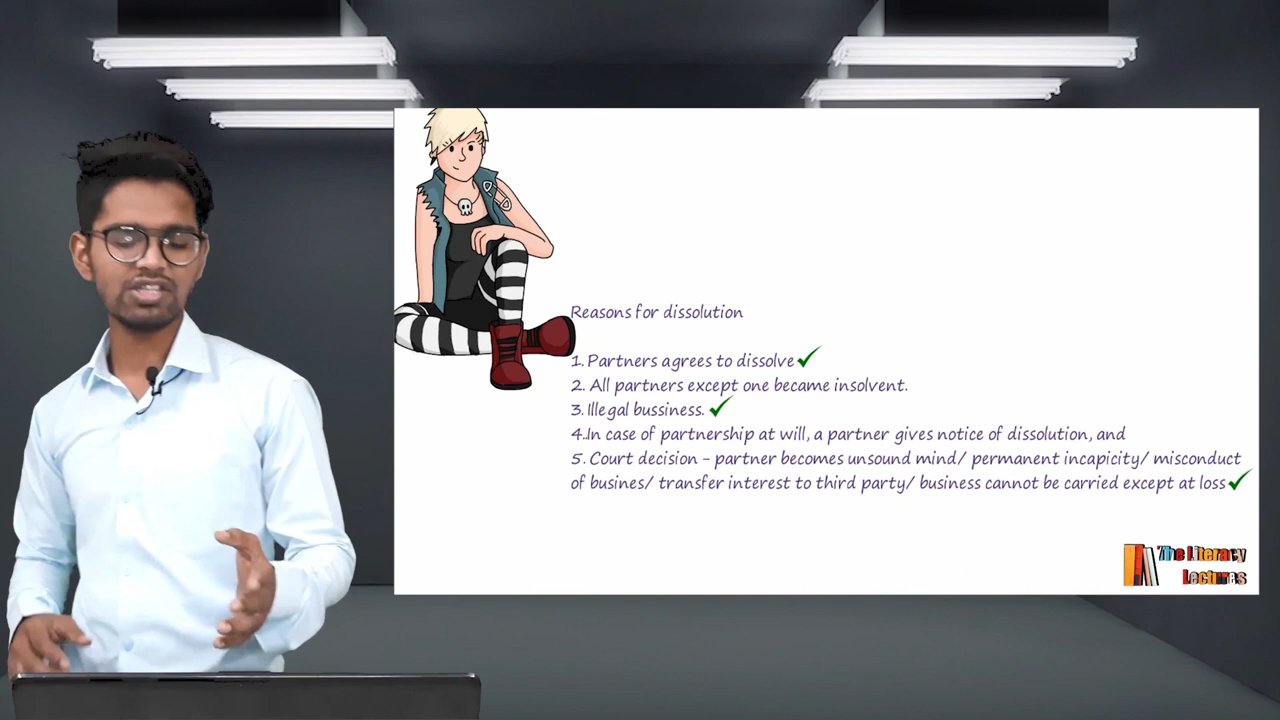 Reasons for dissolution
1. Partners agrees to dissolve
2. All partners except one became insolvent.
3. Illegal bussiness.
4..In case of partnership at will, a partner gives notice of dissolution, and
5. Court decision - partner becomes unsound mind/ permanent incapicity/ misconduct
of busines/ transfer interest to third party/ business cannot be carried except at loss
The Literacy
Lectures